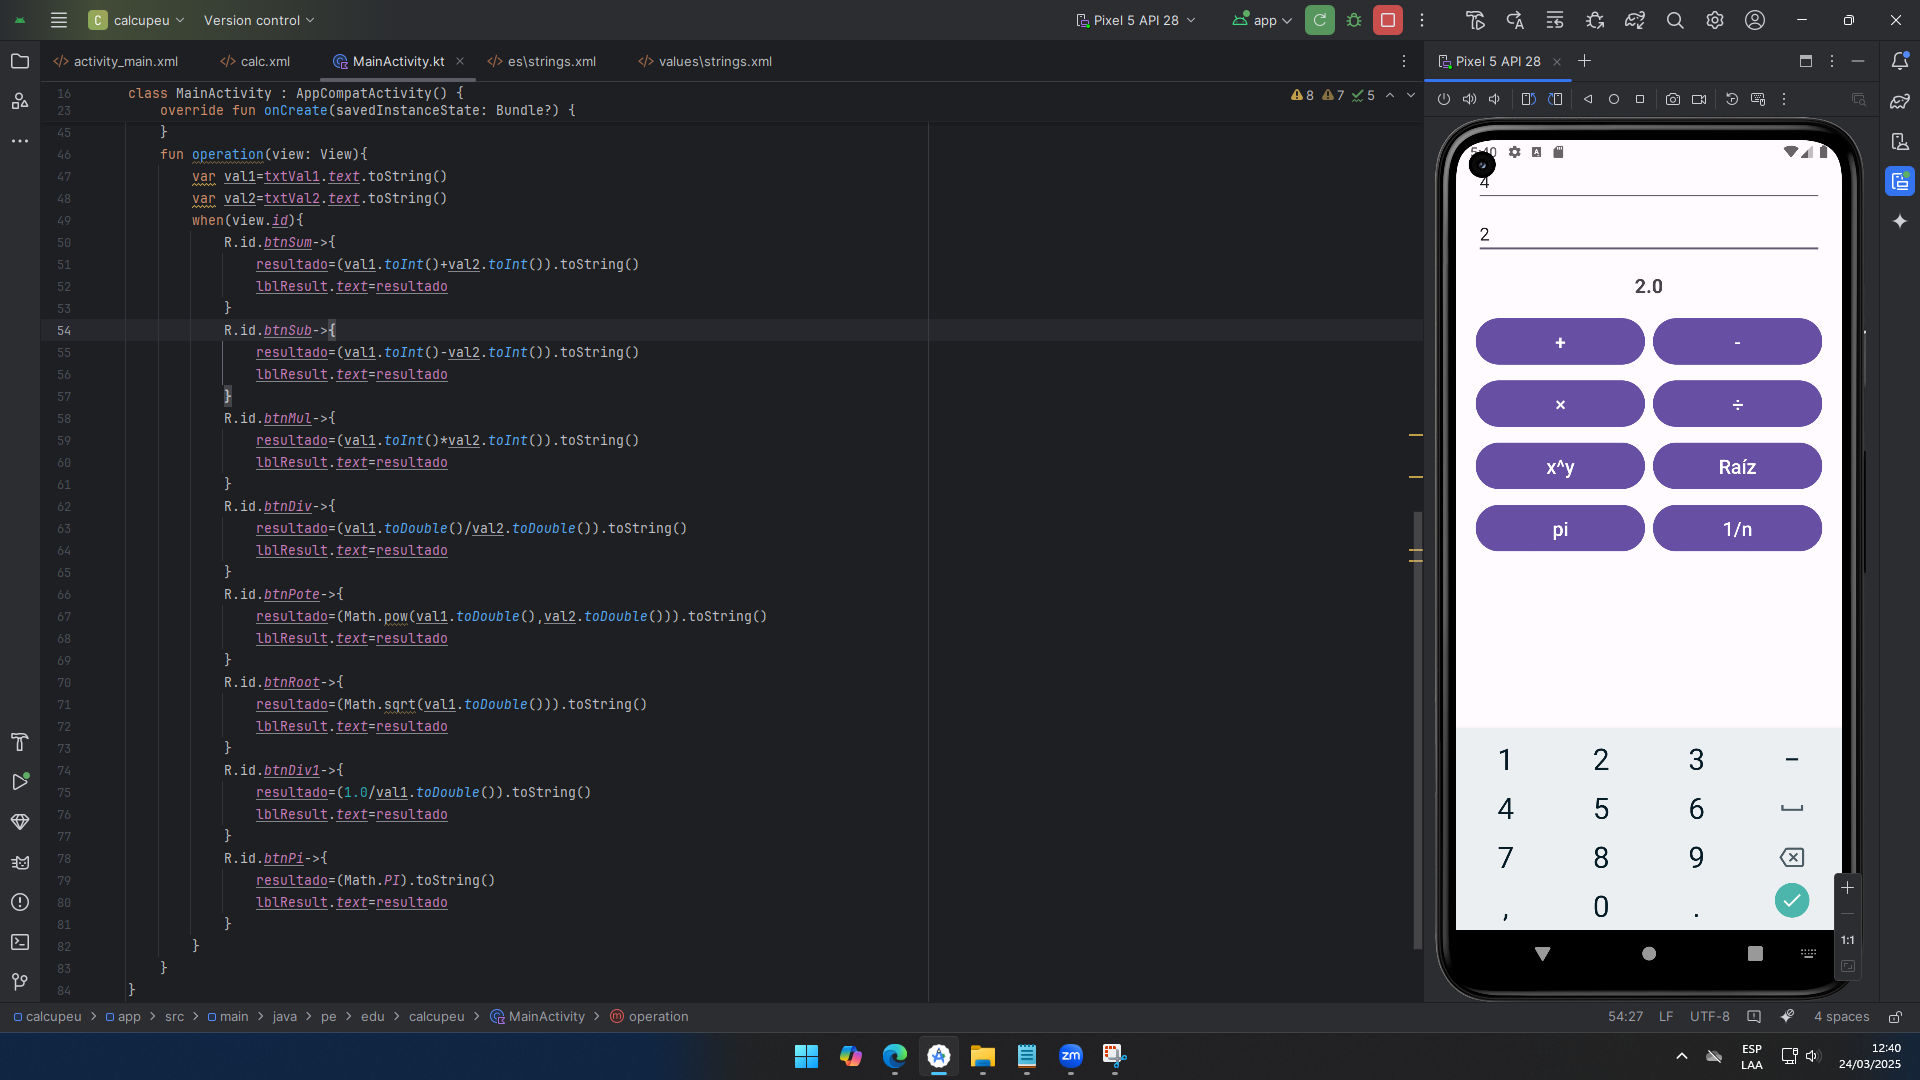 C calcupeu Version control Pixel 5 API 28 app
activity_main.xml calc.xml MainActivity.kt es\strings.xml values\strings.xml
Pixel 5 API 28
8 7 5
16 class MainActivity : AppCompatActivity() {
23 override fun onCreate(savedInstanceState: Bundle?) {
45 }
46 fun operation(view: View){
47 var val1=txtVal1.text.toString()
48 var val2=txtVal2.text.toString()
49 when(view.id){
50 R.id.btnSum->{
51 resultado=(val1.toInt()+val2.toInt()).toString()
52 lblResult.text=resultado
53 }
54 R.id.btnSub->{
55 resultado=(val1.toInt()-val2.toInt()).toString()
56 lblResult.text=resultado
57 }
58 R.id.btnMul->{
59 resultado=(val1.toInt()*val2.toInt()).toString()
60 lblResult.text=resultado
61 }
62 R.id.btnDiv->{
63 resultado=(val1.toDouble()/val2.toDouble()).toString()
64 lblResult.text=resultado
65 }
66 R.id.btnPote->{
67 resultado=(Math.pow(val1.toDouble(),val2.toDouble())).toString()
68 lblResult.text=resultado
69 }
70 R.id.btnRoot->{
71 resultado=(Math.sqrt(val1.toDouble())).toString()
72 lblResult.text=resultado
73 }
74 R.id.btnDiv1->{
75 resultado=(1.0/val1.toDouble()).toString()
76 lblResult.text=resultado
77 }
78 R.id.btnPi->{
79 resultado=(Math.PI).toString()
80 lblResult.text=resultado
81 }
82 }
83 }
84 }
5:40
4
2
2.0
+ -
× ÷
x^y Raíz
pi 1/n
1 2 3 –
4 5 6
7 8 9
, 0 .
1:1
calcupeu > app > src > main > java > pe > edu > calcupeu > MainActivity > operation
54:27 LF UTF-8 4 spaces
zm
ESP
LAA
12:40
24/03/2025